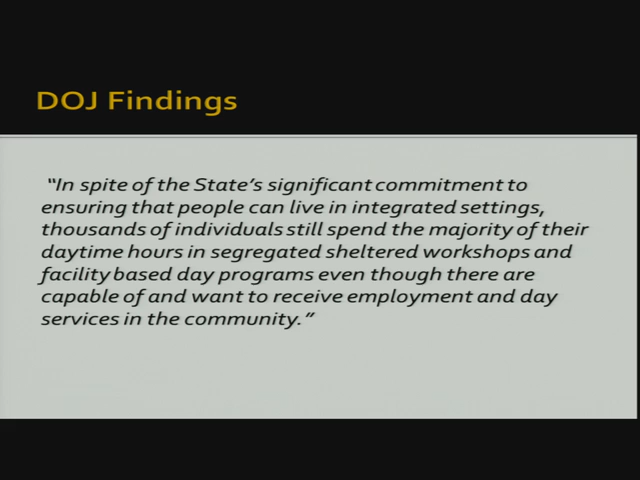 DOJ Findings
“In spite of the State’s significant commitment to
ensuring that people can live in integrated settings,
thousands of individuals still spend the majority of their
daytime hours in segregated sheltered workshops and
facility based day programs even though there are
capable of and want to receive employment and day
services in the community.”